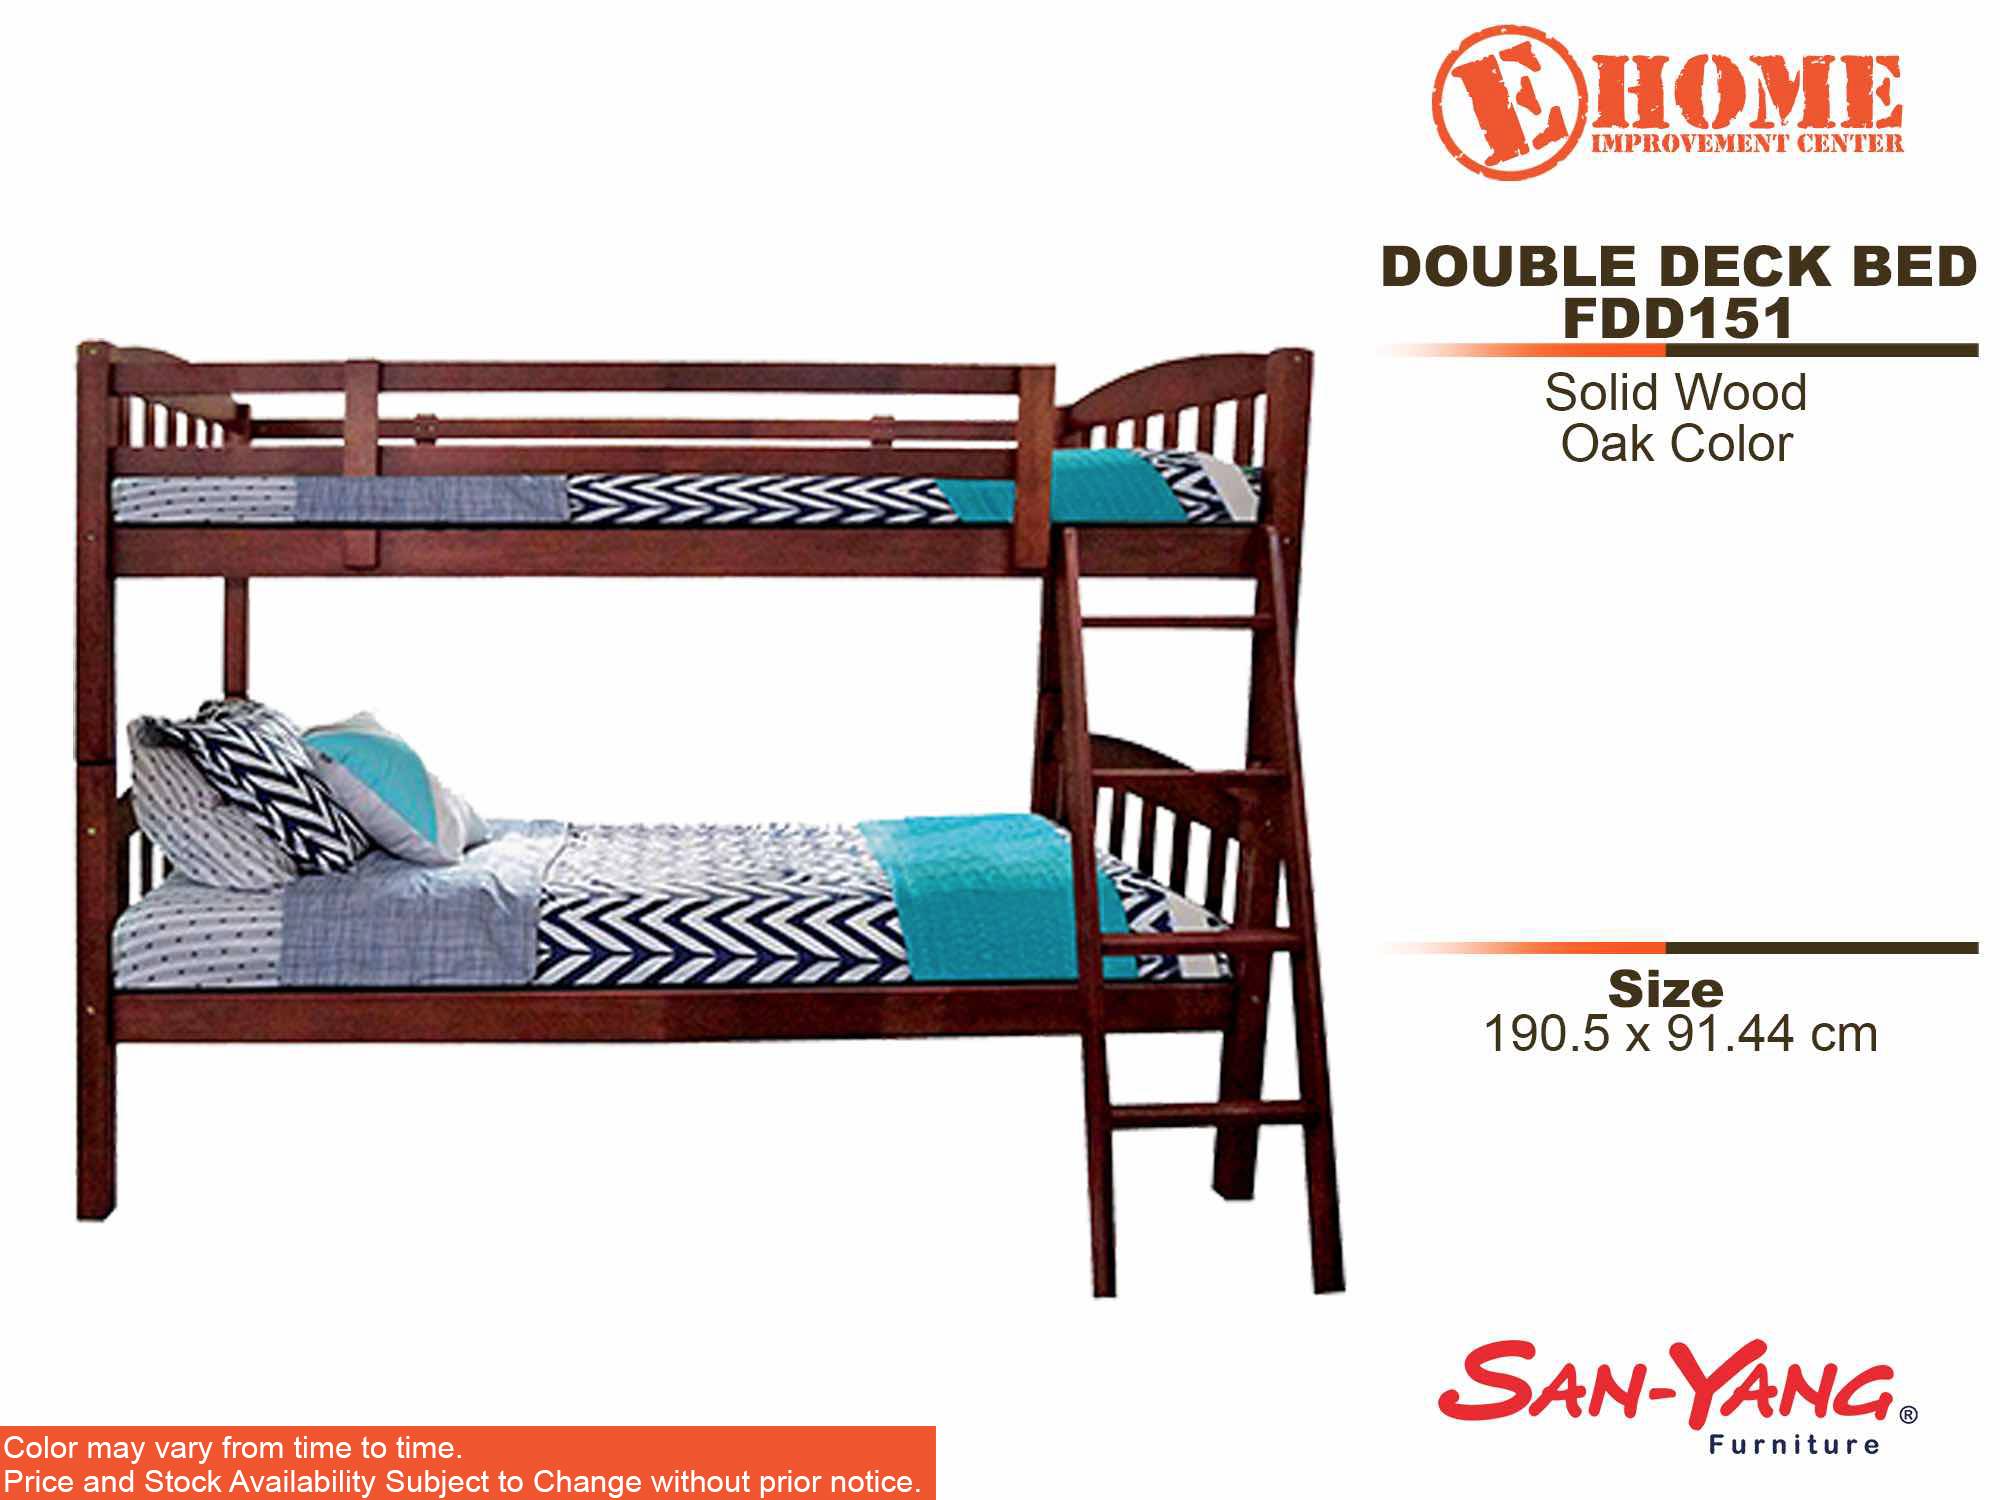 E HOME
IMPROVEMENT CENTER
DOUBLE DECK BED
FDD151
Solid Wood
Oak Color
Size
190.5 x 91.44 cm
SAN-YANG®
Furniture
Color may vary from time to time.
Price and Stock Availability Subject to Change without prior notice.